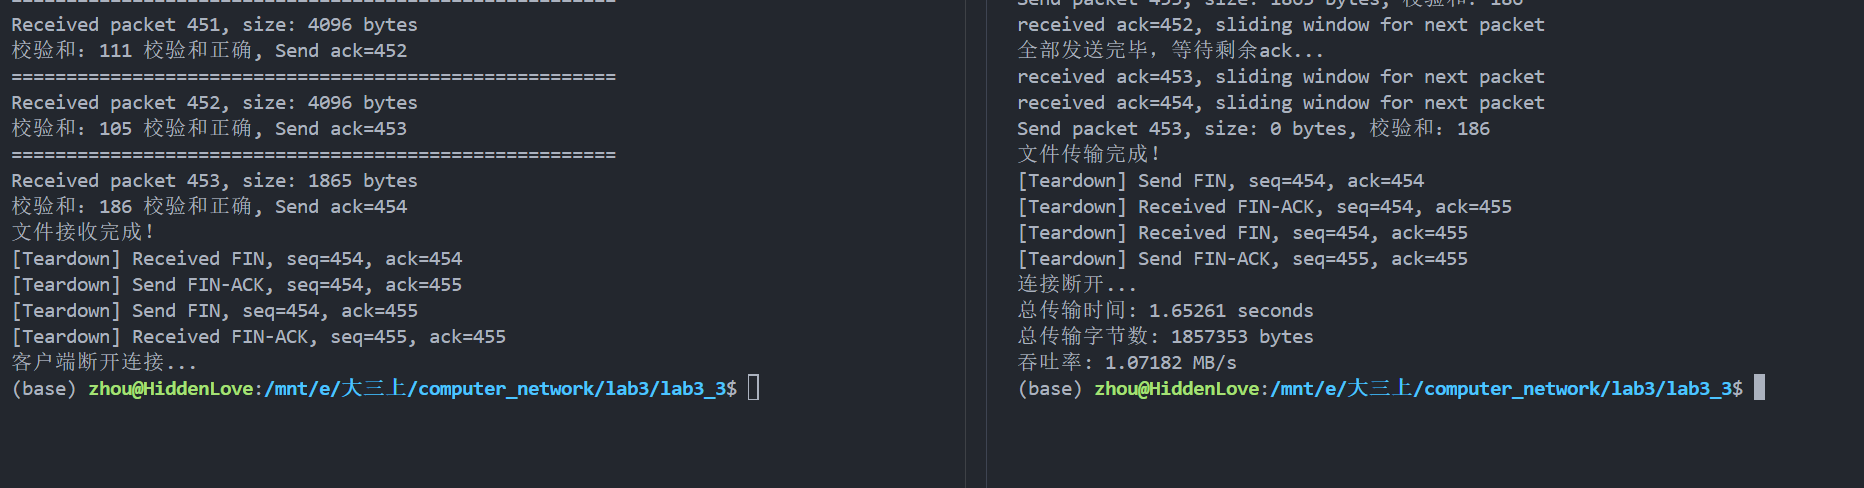 ========================================================
Received packet 451, size: 4096 bytes
校验和: 111 校验和正确, Send ack=452
========================================================
Received packet 452, size: 4096 bytes
校验和: 105 校验和正确, Send ack=453
========================================================
Received packet 453, size: 1865 bytes
校验和: 186 校验和正确, Send ack=454
文件接收完成!
[Teardown] Received FIN, seq=454, ack=454
[Teardown] Send FIN-ACK, seq=454, ack=455
[Teardown] Send FIN, seq=454, ack=455
[Teardown] Received FIN-ACK, seq=455, ack=455
客户端断开连接...
(base) zhou@HiddenLove:/mnt/e/大三上/computer_network/lab3/lab3_3$
Send packet 453, size: 1865 bytes, 校验和: 186
received ack=452, sliding window for next packet
全部发送完毕，等待剩余ack...
received ack=453, sliding window for next packet
received ack=454, sliding window for next packet
Send packet 453, size: 0 bytes, 校验和: 186
文件传输完成!
[Teardown] Send FIN, seq=454, ack=454
[Teardown] Received FIN-ACK, seq=454, ack=455
[Teardown] Received FIN, seq=454, ack=455
[Teardown] Send FIN-ACK, seq=455, ack=455
连接断开...
总传输时间: 1.65261 seconds
总传输字节数: 1857353 bytes
吞吐率: 1.07182 MB/s
(base) zhou@HiddenLove:/mnt/e/大三上/computer_network/lab3/lab3_3$